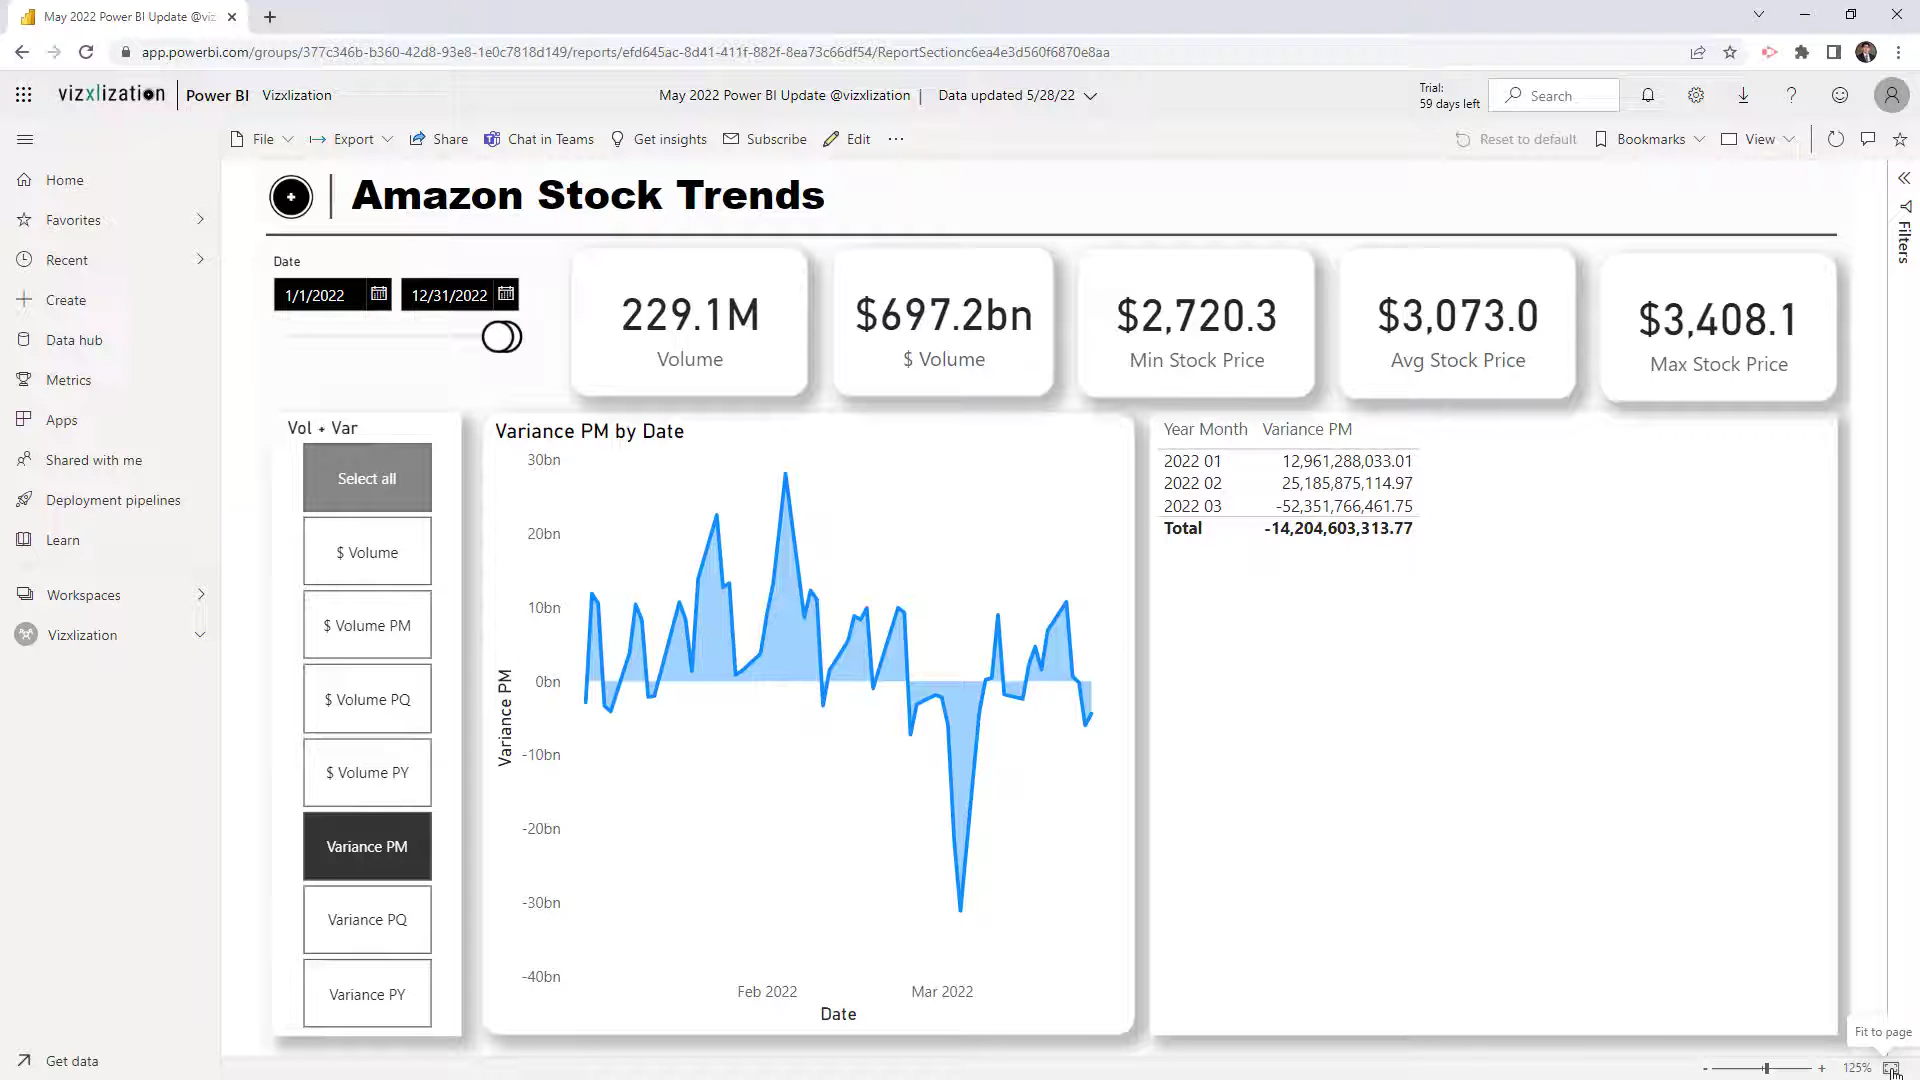 May 2022 Power BI Update @viz
app.powerbi.com/groups/377c346b-b360-42d8-93e8-1e0c7818d149/reports/efd645ac-8d41-411f-882f-8ea73c66df54/ReportSectionc6ea4e3d560f6870e8aa
vizxlization Power BI Vizxlization May 2022 Power BI Update @vizxlization | Data updated 5/28/22
Trial:
59 days left
Search
File Export Share Chat in Teams Get insights Subscribe Edit ··· Reset to default Bookmarks View
Home
Favorites
Recent
Create
Data hub
Metrics
Apps
Shared with me
Deployment pipelines
Learn
Workspaces
Vizxlization
Get data
Amazon Stock Trends
Filters
Date
1/1/2022 12/31/2022
229.1M
Volume
$697.2bn
$ Volume
$2,720.3
Min Stock Price
$3,073.0
Avg Stock Price
$3,408.1
Max Stock Price
Vol + Var
Select all
$ Volume
$ Volume PM
$ Volume PQ
$ Volume PY
Variance PM
Variance PQ
Variance PY
Variance PM by Date
30bn
20bn
10bn
0bn
-10bn
-20bn
-30bn
-40bn
Variance PM
Feb 2022 Mar 2022
Date
Year Month Variance PM
2022 01 12,961,288,033.01
2022 02 25,185,875,114.97
2022 03 -52,351,766,461.75
Total -14,204,603,313.77
Fit to page
- + 125%